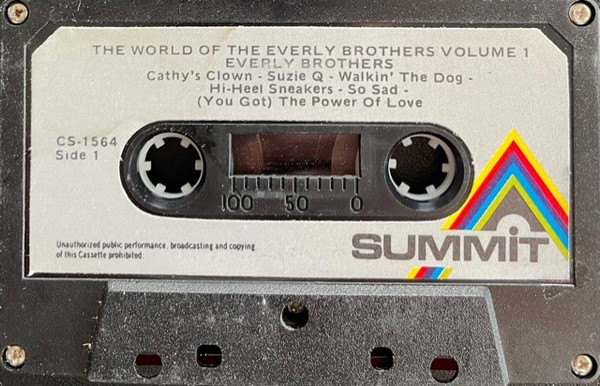 THE WORLD OF THE EVERLY BROTHERS VOLUME 1
EVERLY BROTHERS
Cathy's Clown - Suzie Q - Walkin' The Dog -
Hi-Heel Sneakers - So Sad -
(You Got) The Power Of Love
CS-1564
Side 1
100 50 0
Unauthorized public performance, broadcasting and copying
of this Cassette prohibited.
SUMMiT